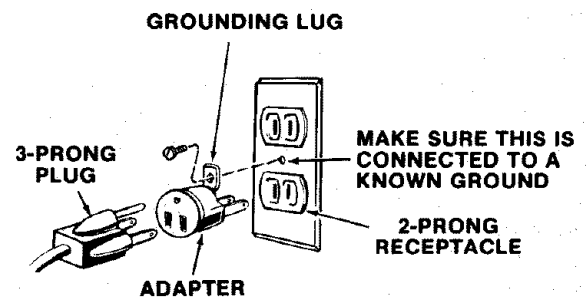 GROUNDING LUG
3-PRONG
PLUG
MAKE SURE THIS IS
CONNECTED TO A
KNOWN GROUND
2-PRONG
RECEPTACLE
ADAPTER